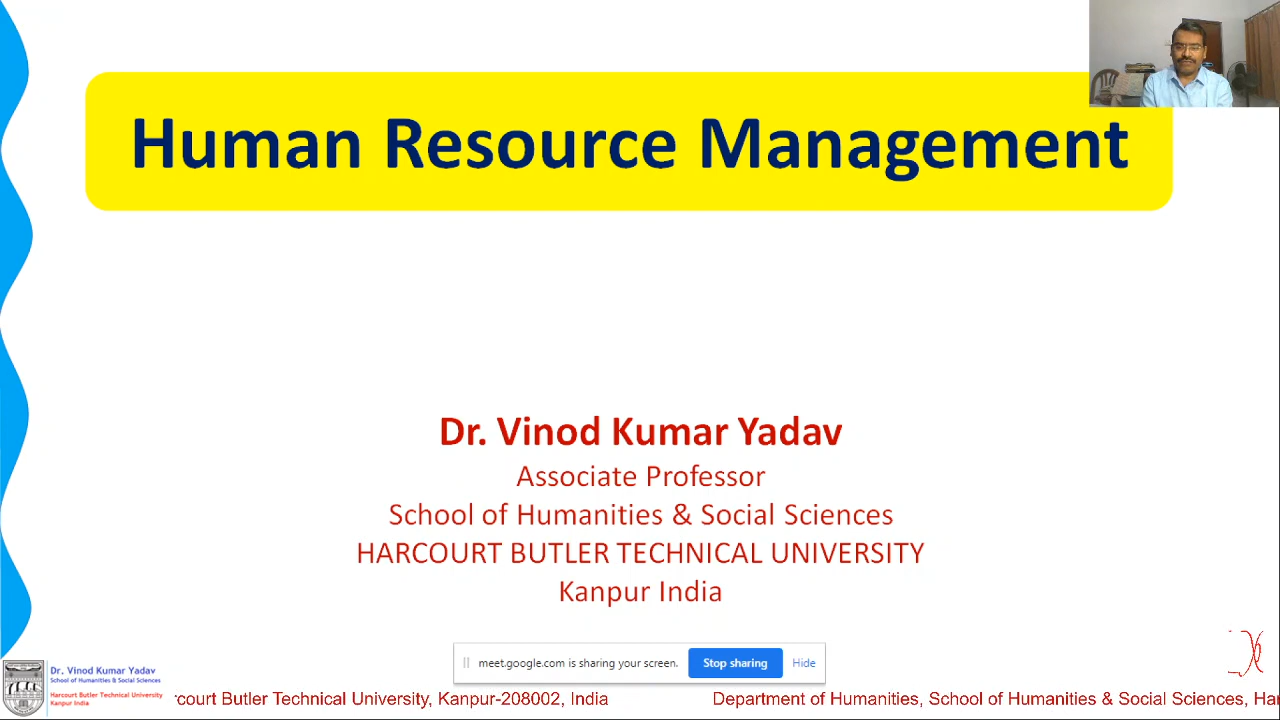 Human Resource Management
Dr. Vinod Kumar Yadav
Associate Professor
School of Humanities & Social Sciences
HARCOURT BUTLER TECHNICAL UNIVERSITY
Kanpur India
meet.google.com is sharing your screen.
Stop sharing
Hide
Dr. Vinod Kumar Yadav
School of Humanities & Social Sciences
Harcourt Butler Technical University
Kanpur India
rcourt Butler Technical University, Kanpur-208002, India Department of Humanities, School of Humanities & Social Sciences, Ha